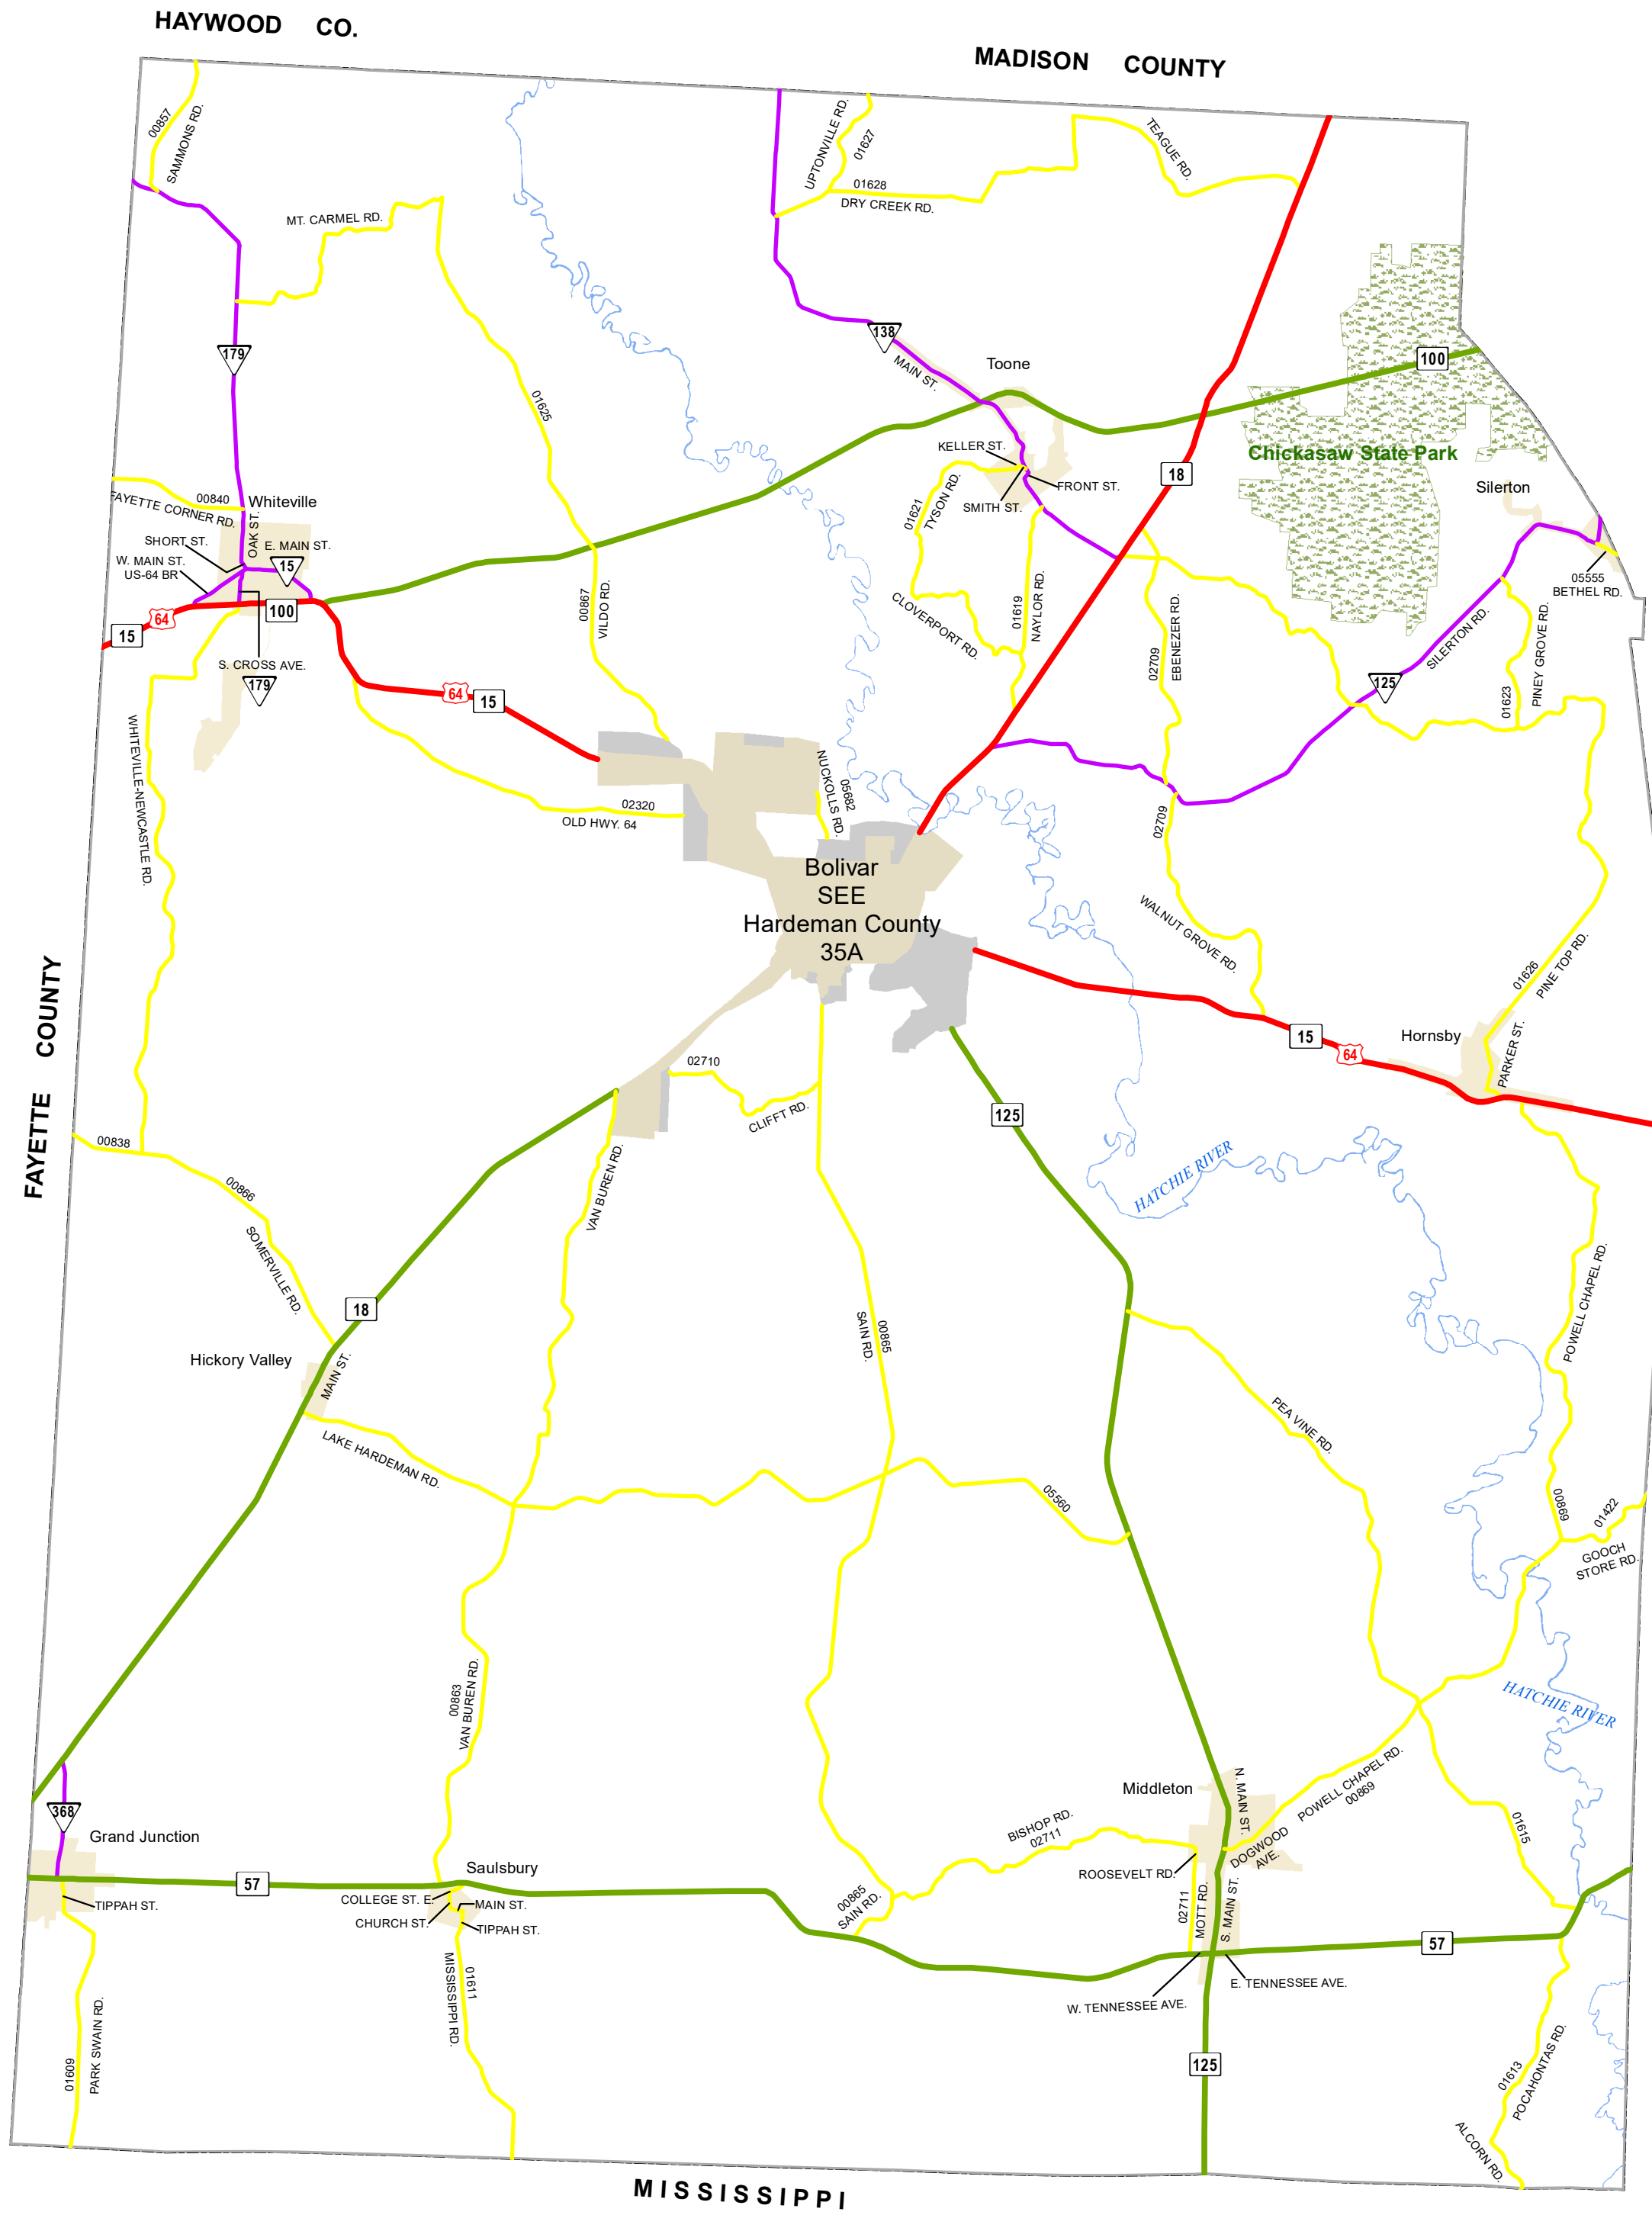 HAYWOOD CO.
MADISON COUNTY
00857
SAMMONS RD.
UPTONVILLE RD.
01627
TEAGUE RD.
01628
DRY CREEK RD.
MT. CARMEL RD.
179
138
MAIN ST.
Toone
100
01625
KELLER ST.
Chickasaw State Park
18
FRONT ST.
SMITH ST.
01621
TYSON RD.
Silerton
00840
Whiteville
FAYETTE CORNER RD.
OAK ST.
SHORT ST.
E. MAIN ST.
W. MAIN ST.
US-64 BR
15
100
64
15
S. CROSS AVE.
179
00867
VILDO RD.
CLOVERPORT RD.
01619
NAYLOR RD.
02709
EBENEZER RD.
05555
BETHEL RD.
SILERTON RD.
PINEY GROVE RD.
125
01623
64
15
WHITEVILLE-NEWCASTLE RD.
02320
OLD HWY. 64
NUCKOLLS RD.
05682
02709
Bolivar
SEE
Hardeman County
35A
WALNUT GROVE RD.
01626
PINE TOP RD.
FAYETTE COUNTY
15
64
Hornsby
PARKER ST.
02710
CLIFFT RD.
125
00838
00866
SOMERVILLE RD.
VAN BUREN RD.
HATCHIE RIVER
POWELL CHAPEL RD.
18
Hickory Valley
MAIN ST.
SAIN RD.
00865
LAKE HARDEMAN RD.
PEA VINE RD.
05560
00869
01422
GOOCH
STORE RD.
00863
VAN BUREN RD.
HATCHIE RIVER
368
Grand Junction
Middleton
N. MAIN ST.
POWELL CHAPEL RD.
00869
01615
BISHOP RD.
02711
DOGWOOD
AVE.
ROOSEVELT RD.
57
Saulsbury
COLLEGE ST. E.
MAIN ST.
CHURCH ST.
TIPPAH ST.
TIPPAH ST.
00865
SAIN RD.
02711
MOTT RD.
S. MAIN ST.
57
E. TENNESSEE AVE.
W. TENNESSEE AVE.
01611
MISSISSIPPI RD.
01609
PARK SWAIN RD.
125
01613
POCAHONTAS RD.
ALCORN RD.
MISSISSIPPI